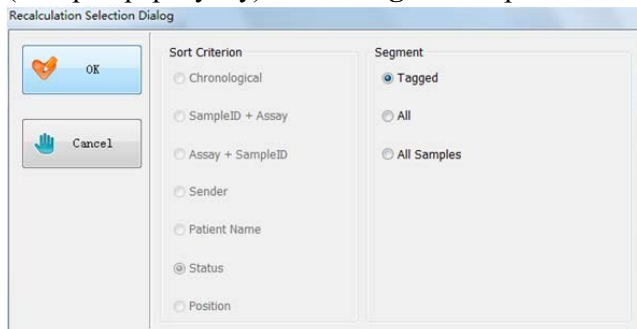 Recalculation Selection Dialog
OK
Cancel
Sort Criterion
Chronological
SampleID + Assay
Assay + SampleID
Sender
Patient Name
Status
Position
Segment
Tagged
All
All Samples